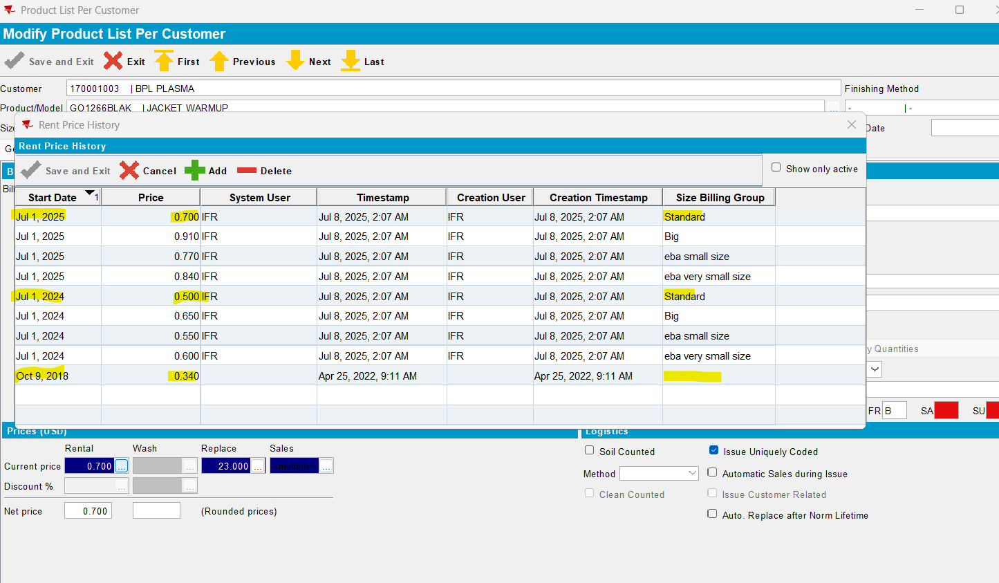 Product List Per Customer
Modify Product List Per Customer
Save and Exit Exit First Previous Next Last
Customer 170001003 | BPL PLASMA Finishing Method
Product/Model GO1266BLAK | JACKET WARMUP ... - | -
Rent Price History
Date
Rent Price History
Save and Exit Cancel Add Delete Show only active
Start Date 1 Price System User Timestamp Creation User Creation Timestamp Size Billing Group
Jul 1, 2025 0.700 IFR Jul 8, 2025, 2:07 AM IFR Jul 8, 2025, 2:07 AM Standard
Jul 1, 2025 0.910 IFR Jul 8, 2025, 2:07 AM IFR Jul 8, 2025, 2:07 AM Big
Jul 1, 2025 0.770 IFR Jul 8, 2025, 2:07 AM IFR Jul 8, 2025, 2:07 AM eba small size
Jul 1, 2025 0.840 IFR Jul 8, 2025, 2:07 AM IFR Jul 8, 2025, 2:07 AM eba very small size
Jul 1, 2024 0.500 IFR Jul 8, 2025, 2:07 AM IFR Jul 8, 2025, 2:07 AM Standard
Jul 1, 2024 0.650 IFR Jul 8, 2025, 2:07 AM IFR Jul 8, 2025, 2:07 AM Big
Jul 1, 2024 0.550 IFR Jul 8, 2025, 2:07 AM IFR Jul 8, 2025, 2:07 AM eba small size
Jul 1, 2024 0.600 IFR Jul 8, 2025, 2:07 AM IFR Jul 8, 2025, 2:07 AM eba very small size
Oct 9, 2018 0.340 Apr 25, 2022, 9:11 AM Apr 25, 2022, 9:11 AM
y Quantities
FR B SA SU
Prices (USD) Logistics
Rental Wash Replace Sales
Current price 0.700 ... ... 23.000 ... <multiple> ...
Discount % ... ...
Net price 0.700 (Rounded prices)
Soil Counted Issue Uniquely Coded
Method Automatic Sales during Issue
Clean Counted Issue Customer Related
Auto. Replace after Norm Lifetime